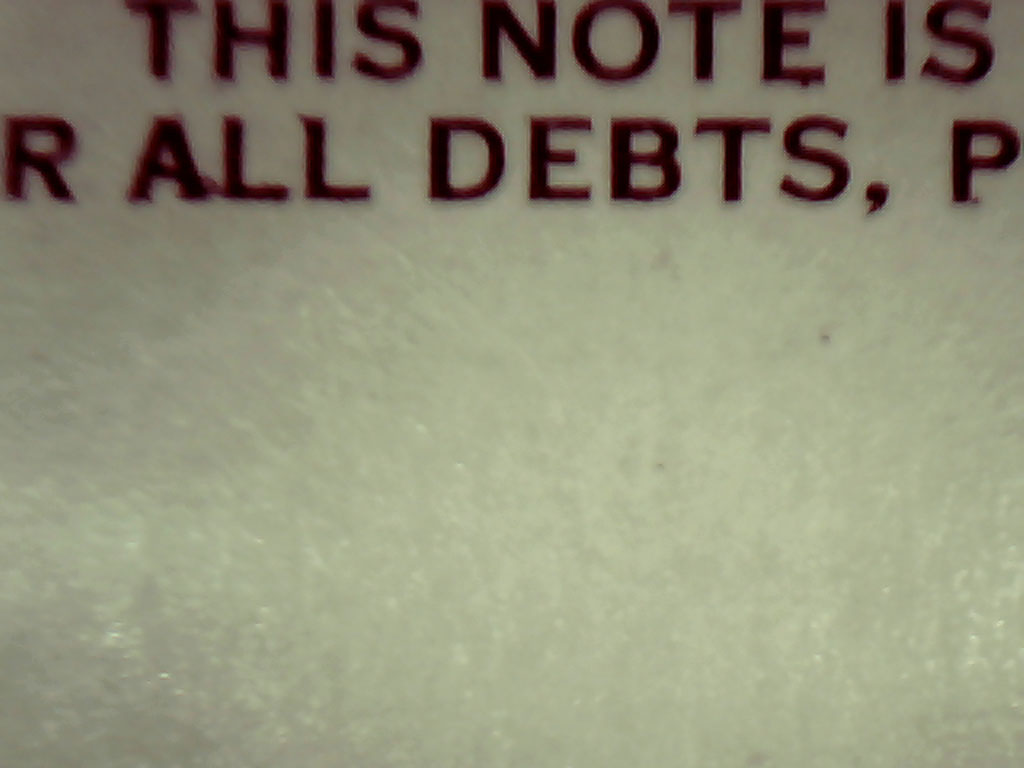 THIS NOTE IS
R ALL DEBTS, P